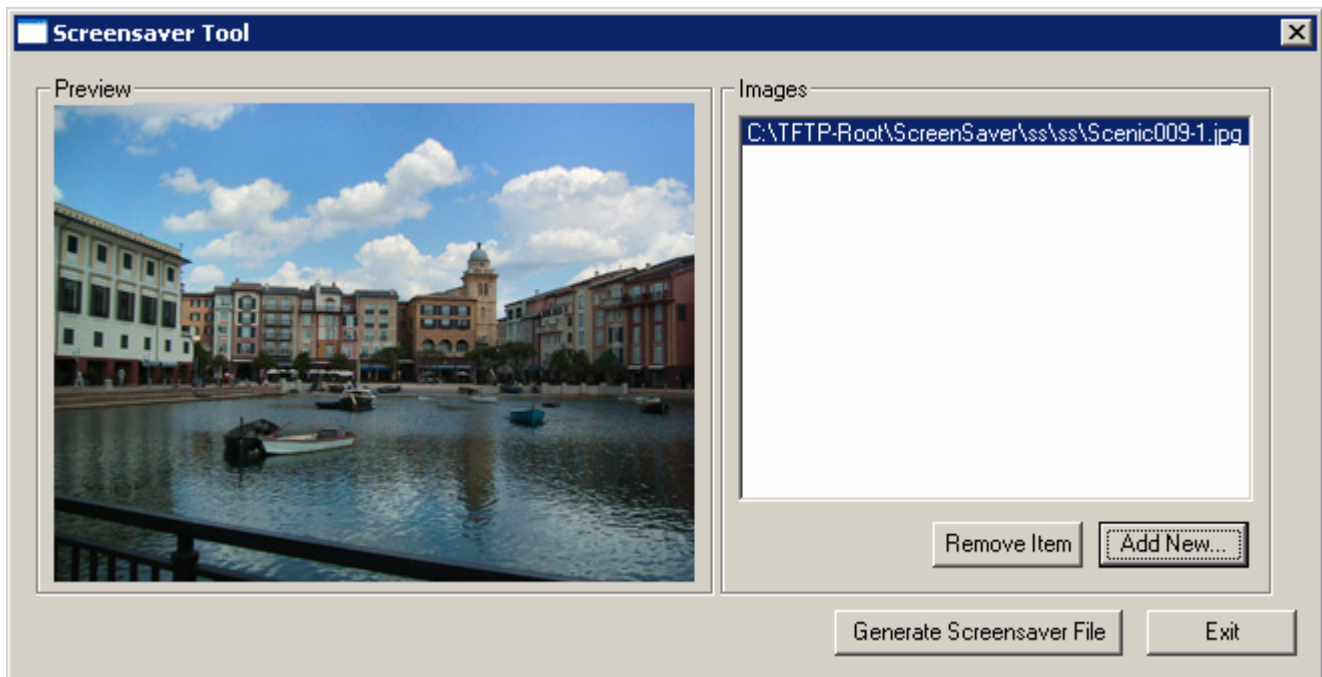 Screensaver Tool
Preview
Images
C:\TFTP-Root\ScreenSaver\ss\ss\Scenic009-1.jpg
Remove Item
Add New...
Generate Screensaver File
Exit